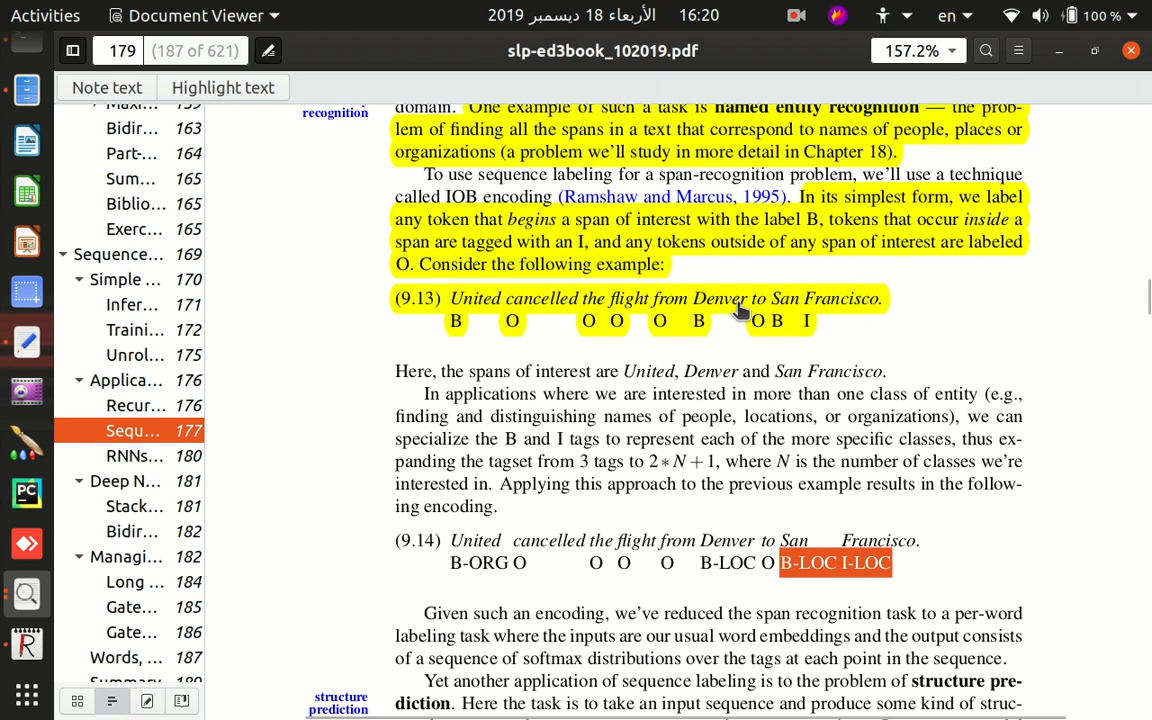 Activities Document Viewer 2019 الأربعاء 18 ديسمبر 16:20 en 100 %
179 (187 of 621) slp-ed3book_102019.pdf 157.2%
Note text Highlight text
Bidir... 163
Part-... 164
Sum... 165
Biblio... 165
Exerc... 165
Sequence... 169
Simple ... 170
Infer... 171
Traini... 172
Unrol... 175
Applica... 176
Recur... 176
Sequ... 177
RNNs... 180
Deep N... 181
Stack... 181
Bidir... 182
Managi... 182
Long ... 184
Gate... 185
Gate... 186
Words, ... 187
recognition
domain. One example of such a task is named entity recognition — the prob-
lem of finding all the spans in a text that correspond to names of people, places or
organizations (a problem we'll study in more detail in Chapter 18).
To use sequence labeling for a span-recognition problem, we'll use a technique
called IOB encoding (Ramshaw and Marcus, 1995). In its simplest form, we label
any token that begins a span of interest with the label B, tokens that occur inside a
span are tagged with an I, and any tokens outside of any span of interest are labeled
O. Consider the following example:
(9.13) United cancelled the flight from Denver to San Francisco.
B O O O O B O B I
Here, the spans of interest are United, Denver and San Francisco.
In applications where we are interested in more than one class of entity (e.g.,
finding and distinguishing names of people, locations, or organizations), we can
specialize the B and I tags to represent each of the more specific classes, thus ex-
panding the tagset from 3 tags to 2∗N+1, where N is the number of classes we're
interested in. Applying this approach to the previous example results in the follow-
ing encoding.
(9.14) United cancelled the flight from Denver to San Francisco.
B-ORG O O O O B-LOC O B-LOC I-LOC
Given such an encoding, we've reduced the span recognition task to a per-word
labeling task where the inputs are our usual word embeddings and the output consists
of a sequence of softmax distributions over the tags at each point in the sequence.
structure
prediction
Yet another application of sequence labeling is to the problem of structure pre-
diction. Here the task is to take an input sequence and produce some kind of struc-